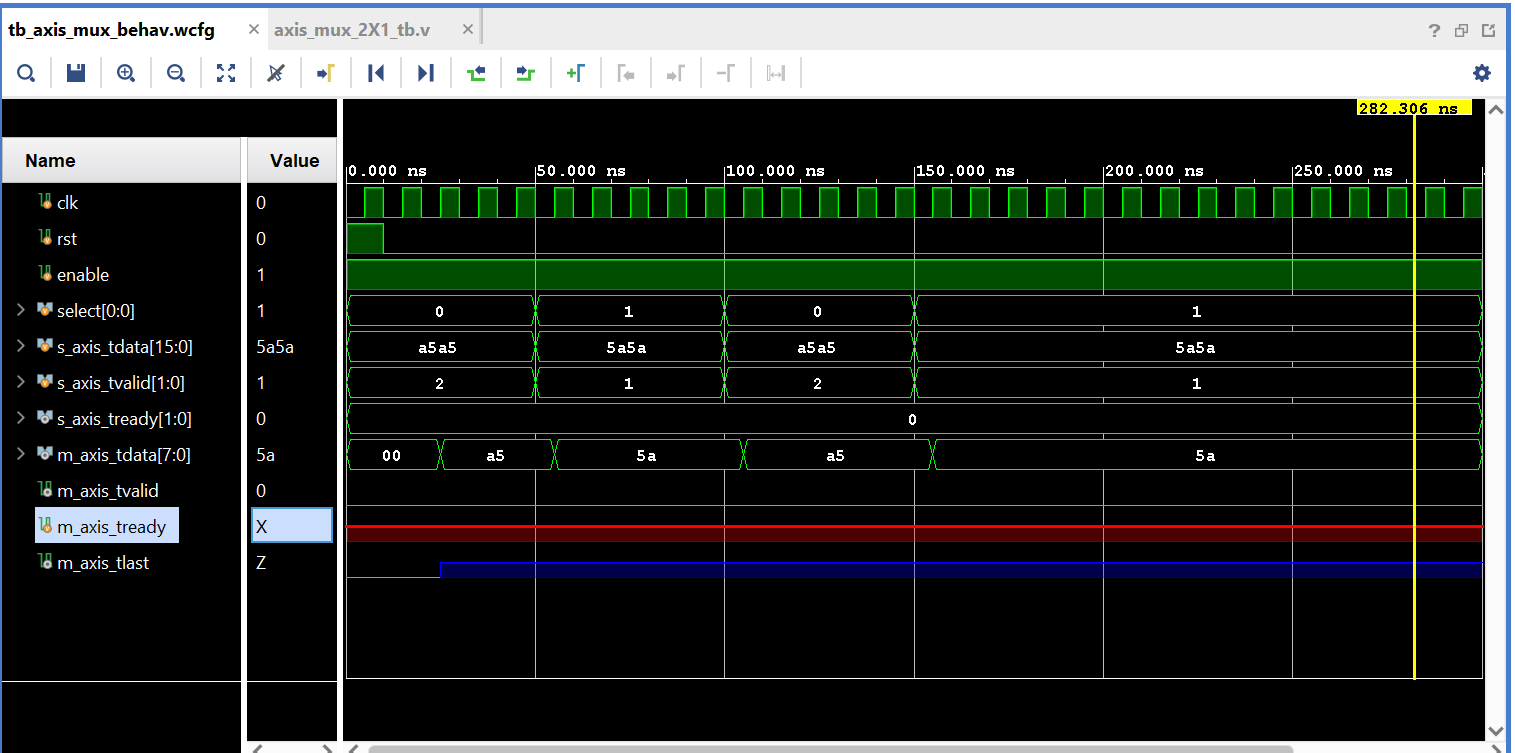 tb_axis_mux_behav.wcfg × axis_mux_2X1_tb.v × ?
282.306 ns
Name Value 0.000 ns 50.000 ns 100.000 ns 150.000 ns 200.000 ns 250.000 ns
clk 0
rst 0
enable 1
select[0:0] 1 0 1 0 1
s_axis_tdata[15:0] 5a5a a5a5 5a5a a5a5 5a5a
s_axis_tvalid[1:0] 1 2 1 2 1
s_axis_tready[1:0] 0 0
m_axis_tdata[7:0] 5a 00 a5 5a a5 5a
m_axis_tvalid 0
m_axis_tready X
m_axis_tlast Z